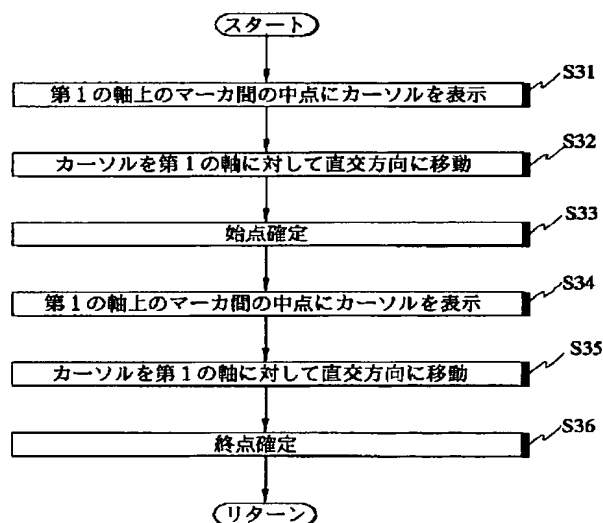 スタート
S31
第1の軸上のマーカ間の中点にカーソルを表示
S32
カーソルを第1の軸に対して直交方向に移動
S33
始点確定
S34
第1の軸上のマーカ間の中点にカーソルを表示
S35
カーソルを第1の軸に対して直交方向に移動
S36
終点確定
リターン